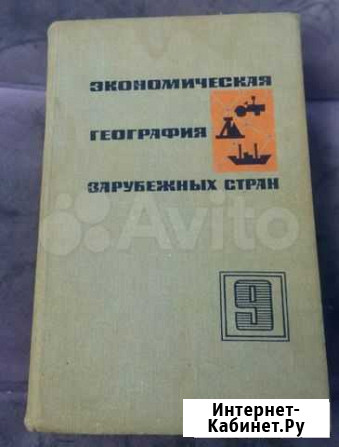 ЭКОНОМИЧЕСКАЯ
ГЕОГРАФИЯ
ЗАРУБЕЖНЫХ СТРАН
Avito
9
Интернет-
Кабинет.Ру